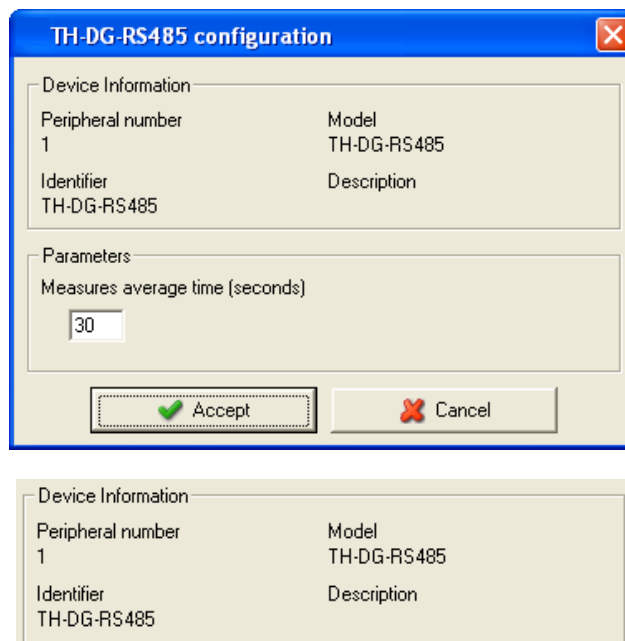 TH-DG-RS485 configuration
Device Information
Peripheral number Model
1 TH-DG-RS485
Identifier Description
TH-DG-RS485
Parameters
Measures average time (seconds)
30
Accept Cancel
Device Information
Peripheral number Model
1 TH-DG-RS485
Identifier Description
TH-DG-RS485